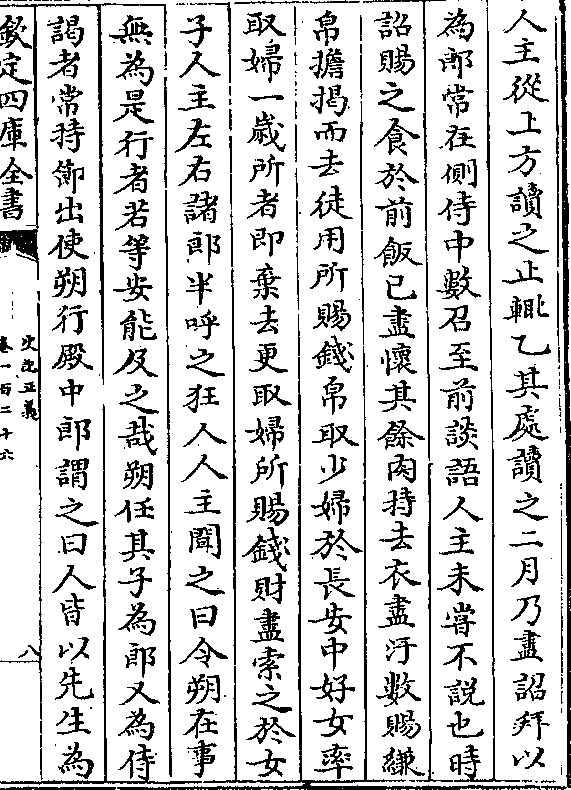 人主從上方讀之止輙乙其處讀之二月乃盡詔拜以
為郎常在側侍中數召至前談語人主未嘗不說也時
詔賜之食於前飯已盡懷其餘肉持去衣盡汙數賜縑
帛擔揭而去徒用所賜錢帛取少婦於長安中好女率
取婦一歲所者即棄去更取婦所賜錢財盡索之於女
子人主左右諸郎半呼之狂人人主聞之曰令朔在事
無為是行者若等安能及之哉朔任其子為郎又為侍
謁者常持節出使朔行殿中郎謂之曰人皆以先生為
欽定四庫全書
史記正義
卷一百二十六
八